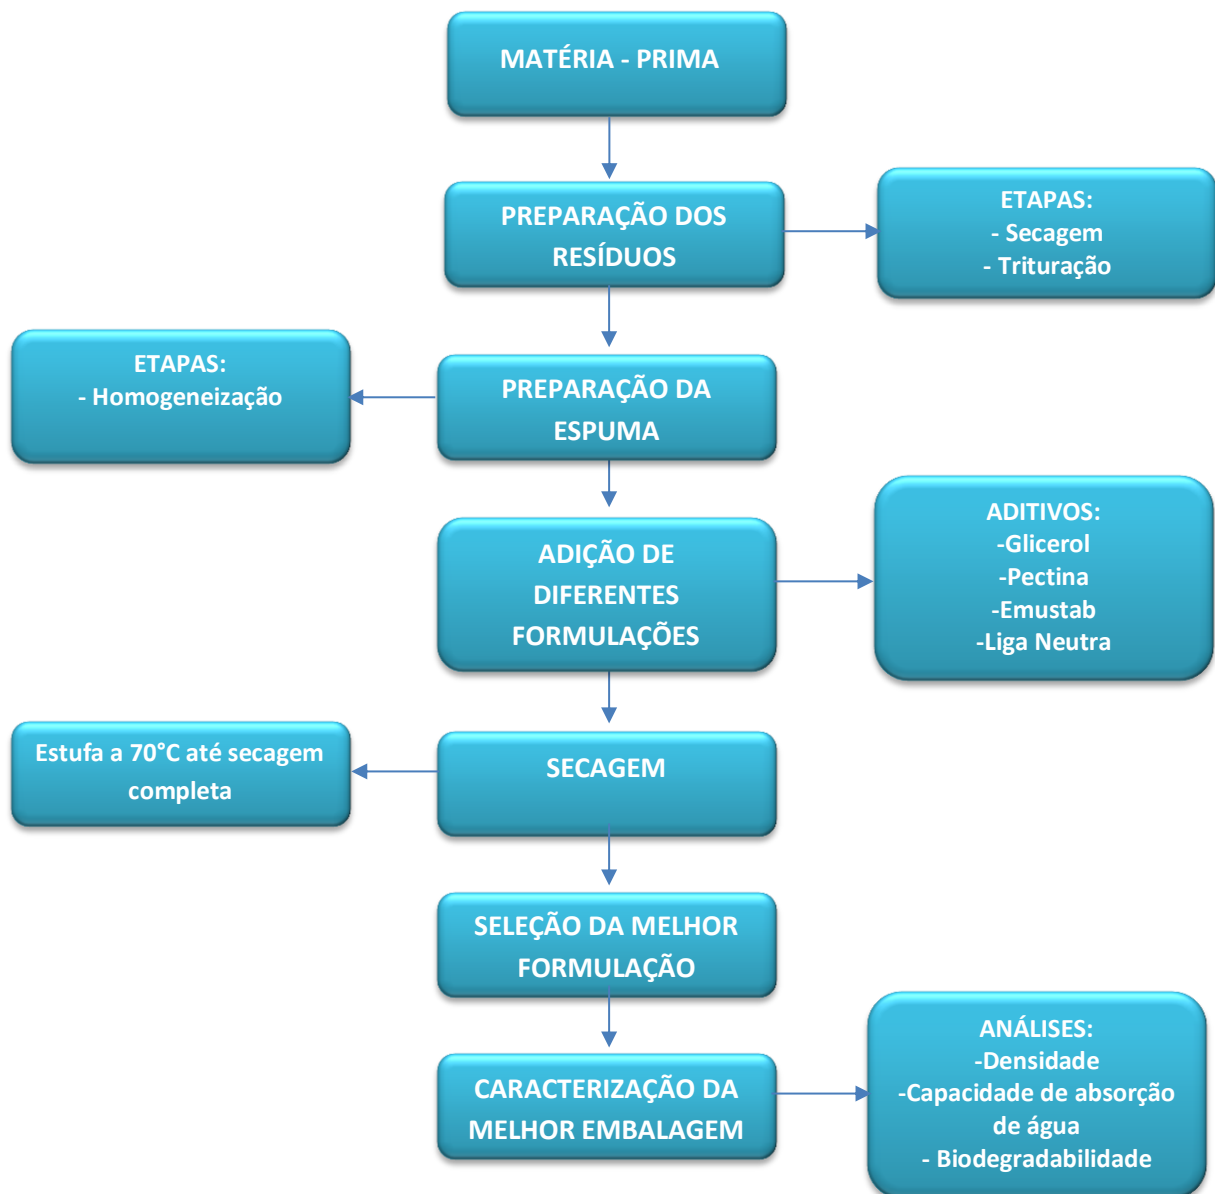 MATÉRIA - PRIMA
PREPARAÇÃO DOS
RESÍDUOS
ETAPAS:
- Secagem
- Trituração
PREPARAÇÃO DA
ESPUMA
ETAPAS:
- Homogeneização
ADIÇÃO DE
DIFERENTES
FORMULAÇÕES
ADITIVOS:
-Glicerol
-Pectina
-Emustab
-Liga Neutra
SECAGEM
Estufa a 70°C até secagem
completa
SELEÇÃO DA MELHOR
FORMULAÇÃO
CARACTERIZAÇÃO DA
MELHOR EMBALAGEM
ANÁLISES:
-Densidade
-Capacidade de absorção
de água
- Biodegradabilidade